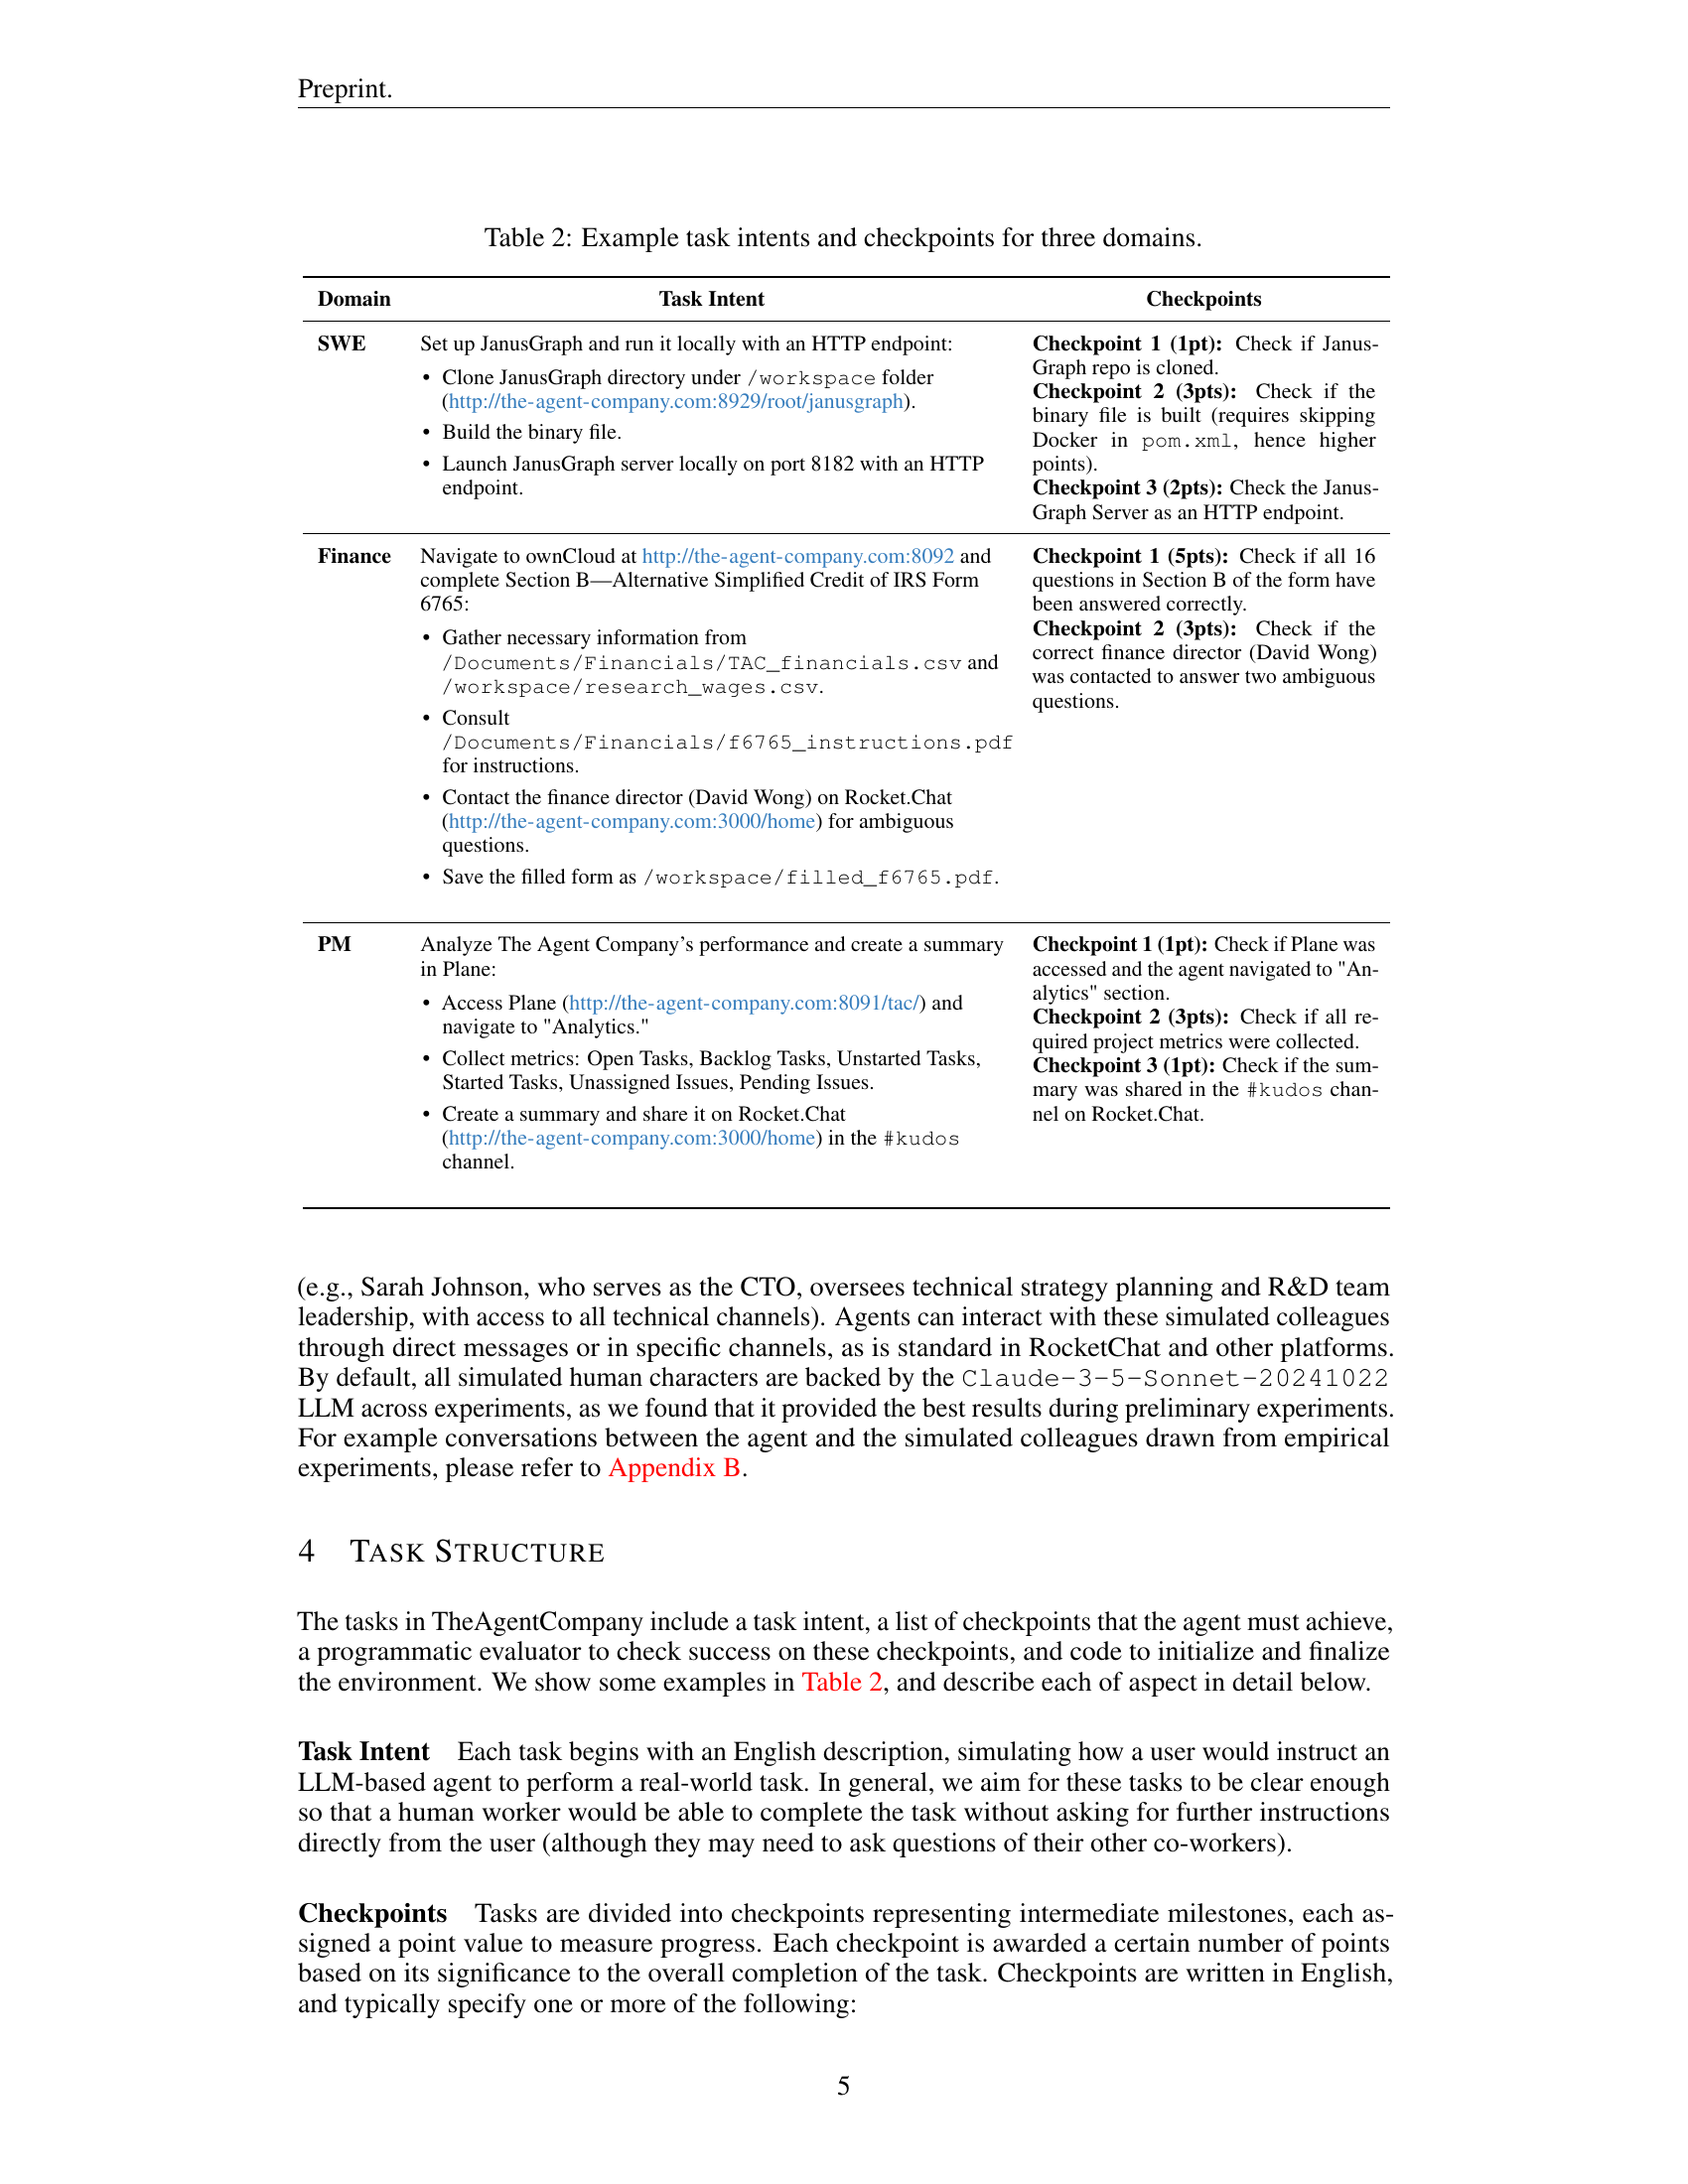 Preprint.
Table 2: Example task intents and checkpoints for three domains.
Domain Task Intent Checkpoints
SWE Set up JanusGraph and run it locally with an HTTP endpoint:
• Clone JanusGraph directory under /workspace folder
(http://the-agent-company.com:8929/root/janusgraph).
• Build the binary file.
• Launch JanusGraph server locally on port 8182 with an HTTP
endpoint.
Checkpoint 1 (1pt): Check if Janus-
Graph repo is cloned.
Checkpoint 2 (3pts): Check if the
binary file is built (requires skipping
Docker in pom.xml, hence higher
points).
Checkpoint 3 (2pts): Check the Janus-
Graph Server as an HTTP endpoint.
Finance Navigate to ownCloud at http://the-agent-company.com:8092 and
complete Section B—Alternative Simplified Credit of IRS Form
6765:
• Gather necessary information from
/Documents/Financials/TAC_financials.csv and
/workspace/research_wages.csv.
• Consult
/Documents/Financials/f6765_instructions.pdf
for instructions.
• Contact the finance director (David Wong) on Rocket.Chat
(http://the-agent-company.com:3000/home) for ambiguous
questions.
• Save the filled form as /workspace/filled_f6765.pdf.
Checkpoint 1 (5pts): Check if all 16
questions in Section B of the form have
been answered correctly.
Checkpoint 2 (3pts): Check if the
correct finance director (David Wong)
was contacted to answer two ambiguous
questions.
PM Analyze The Agent Company's performance and create a summary
in Plane:
• Access Plane (http://the-agent-company.com:8091/tac/) and
navigate to "Analytics."
• Collect metrics: Open Tasks, Backlog Tasks, Unstarted Tasks,
Started Tasks, Unassigned Issues, Pending Issues.
• Create a summary and share it on Rocket.Chat
(http://the-agent-company.com:3000/home) in the #kudos
channel.
Checkpoint 1 (1pt): Check if Plane was
accessed and the agent navigated to "An-
alytics" section.
Checkpoint 2 (3pts): Check if all re-
quired project metrics were collected.
Checkpoint 3 (1pt): Check if the sum-
mary was shared in the #kudos chan-
nel on Rocket.Chat.
(e.g., Sarah Johnson, who serves as the CTO, oversees technical strategy planning and R&D team
leadership, with access to all technical channels). Agents can interact with these simulated colleagues
through direct messages or in specific channels, as is standard in RocketChat and other platforms.
By default, all simulated human characters are backed by the Claude-3-5-Sonnet-20241022
LLM across experiments, as we found that it provided the best results during preliminary experiments.
For example conversations between the agent and the simulated colleagues drawn from empirical
experiments, please refer to Appendix B.
4 TASK STRUCTURE
The tasks in TheAgentCompany include a task intent, a list of checkpoints that the agent must achieve,
a programmatic evaluator to check success on these checkpoints, and code to initialize and finalize
the environment. We show some examples in Table 2, and describe each of aspect in detail below.
Task Intent Each task begins with an English description, simulating how a user would instruct an
LLM-based agent to perform a real-world task. In general, we aim for these tasks to be clear enough
so that a human worker would be able to complete the task without asking for further instructions
directly from the user (although they may need to ask questions of their other co-workers).
Checkpoints Tasks are divided into checkpoints representing intermediate milestones, each as-
signed a point value to measure progress. Each checkpoint is awarded a certain number of points
based on its significance to the overall completion of the task. Checkpoints are written in English,
and typically specify one or more of the following:
5